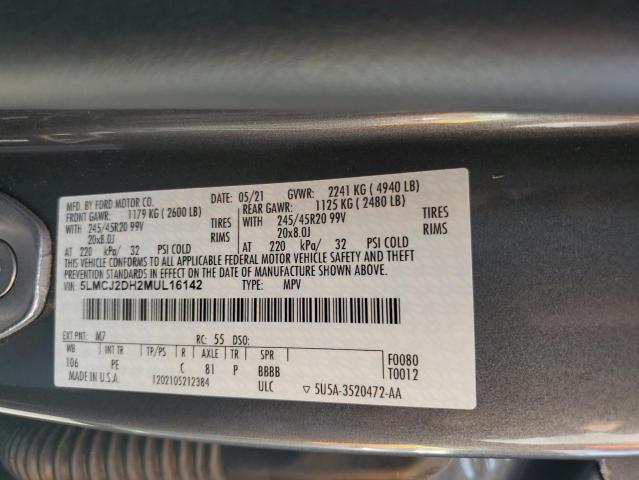 MFD. BY FORD MOTOR CO.
DATE: 05/21 GVWR: 2241 KG ( 4940 LB)
FRONT GAWR: 1179 KG ( 2600 LB) REAR GAWR: 1125 KG ( 2480 LB)
WITH 245/45R20 99V TIRES WITH 245/45R20 99V TIRES
20x8.0J RIMS 20x8.0J RIMS
AT 220 kPa/ 32 PSI COLD AT 220 kPa/ 32 PSI COLD
THIS VEHICLE CONFORMS TO ALL APPLICABLE FEDERAL MOTOR VEHICLE SAFETY AND THEFT
PREVENTION STANDARDS IN EFFECT ON THE DATE OF MANUFACTURE SHOWN ABOVE.
VIN: 5LMCJ2DH2MUL16142 TYPE: MPV
EXT PNT: M7 RC: 55 DSO:
WB INT TR TP/PS R AXLE TR SPR
106 PE C 81 P BBBB
F0080
T0012
MADE IN U.S.A. 1202105212384 ULC ▽ 5U5A-3520472-AA